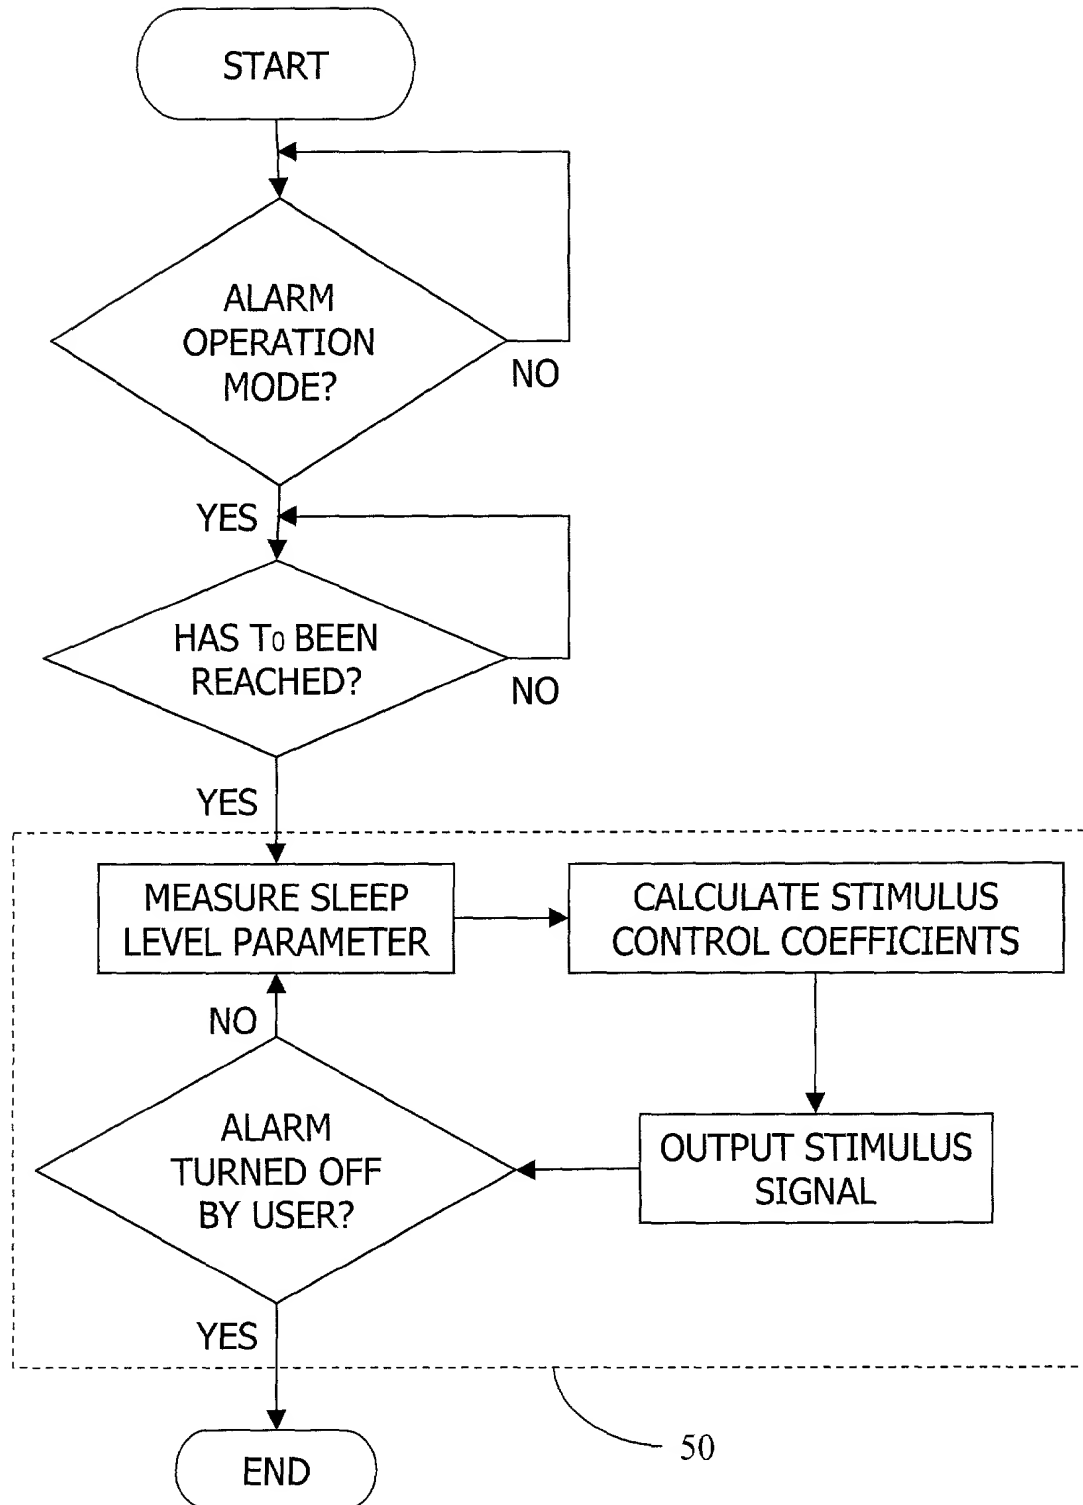 START
ALARM
OPERATION
MODE?
NO
YES
HAS T0 BEEN
REACHED?
NO
YES
MEASURE SLEEP
LEVEL PARAMETER
CALCULATE STIMULUS
CONTROL COEFFICIENTS
NO
OUTPUT STIMULUS
SIGNAL
ALARM
TURNED OFF
BY USER?
YES
50
END